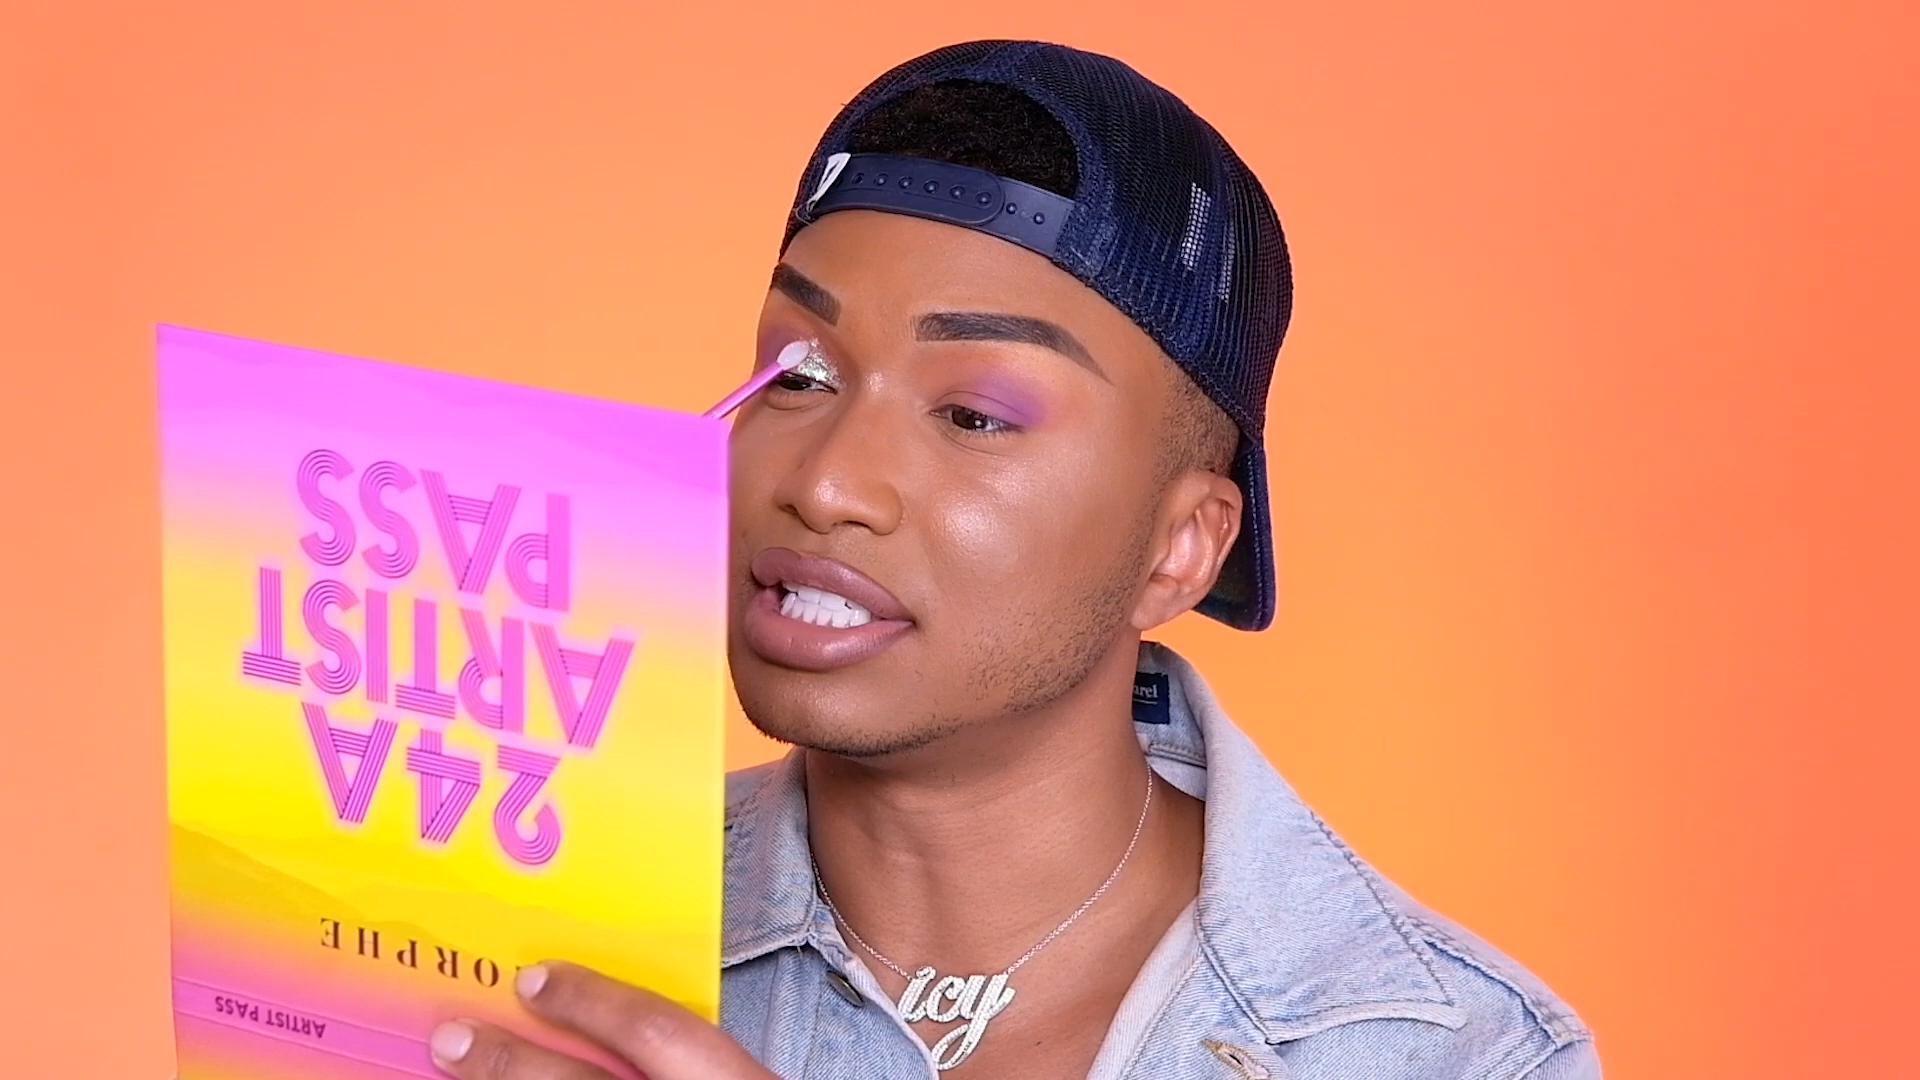 ARTIST PASS
ORPHE
24A
ARTIST
PASS
icy